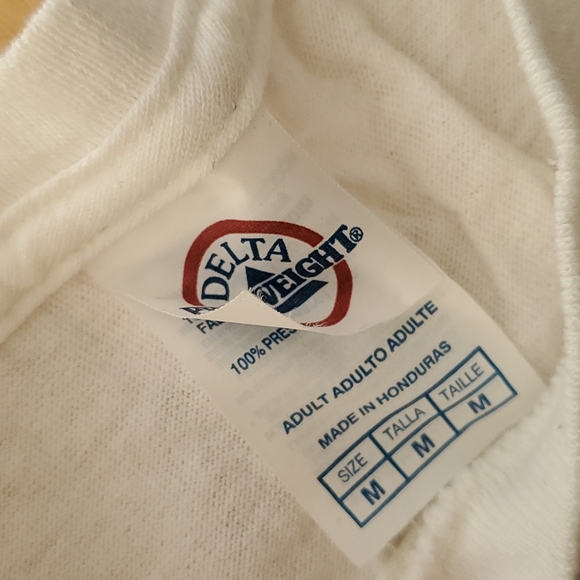 DELTA
WEIGHT®
100%
ADULT ADULTO ADULTE
MADE IN HONDURAS
SIZE TALLA TAILLE
M M M